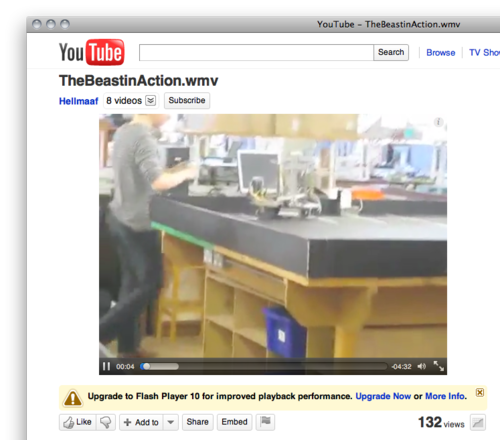 YouTube - TheBeastinAction.wmv
YouTube
Search
Browse
TV Sho
TheBeastinAction.wmv
Hellmaaf 8 videos Subscribe
00:04
-04:32
Upgrade to Flash Player 10 for improved playback performance. Upgrade Now or More Info.
Like
Add to
Share
Embed
132 views